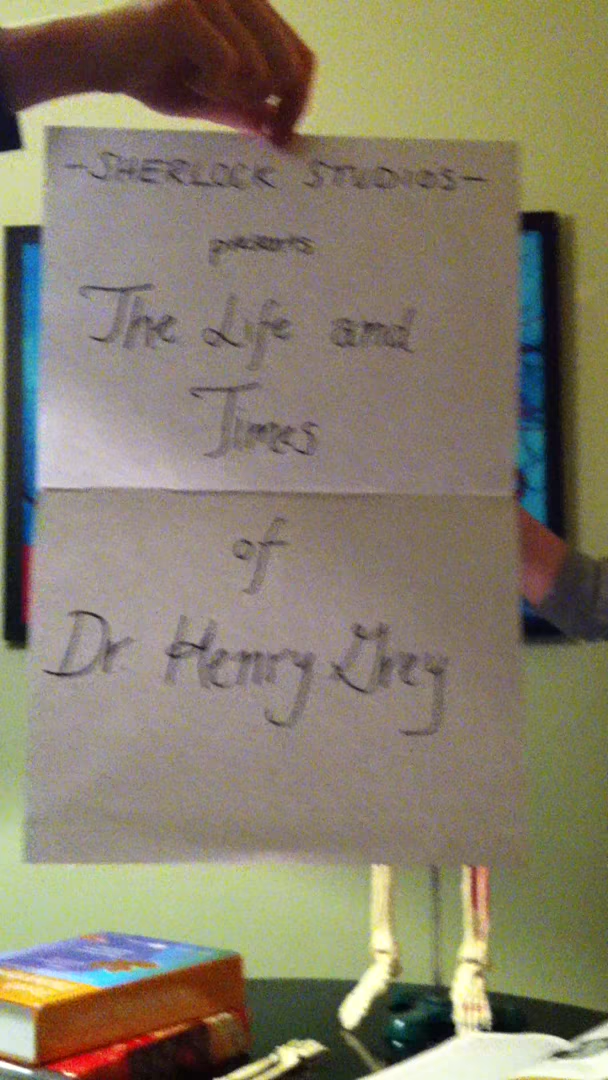 -SHERLOCK STUDIOS-
presents
The Life and
Times
of
Dr Henry Grey